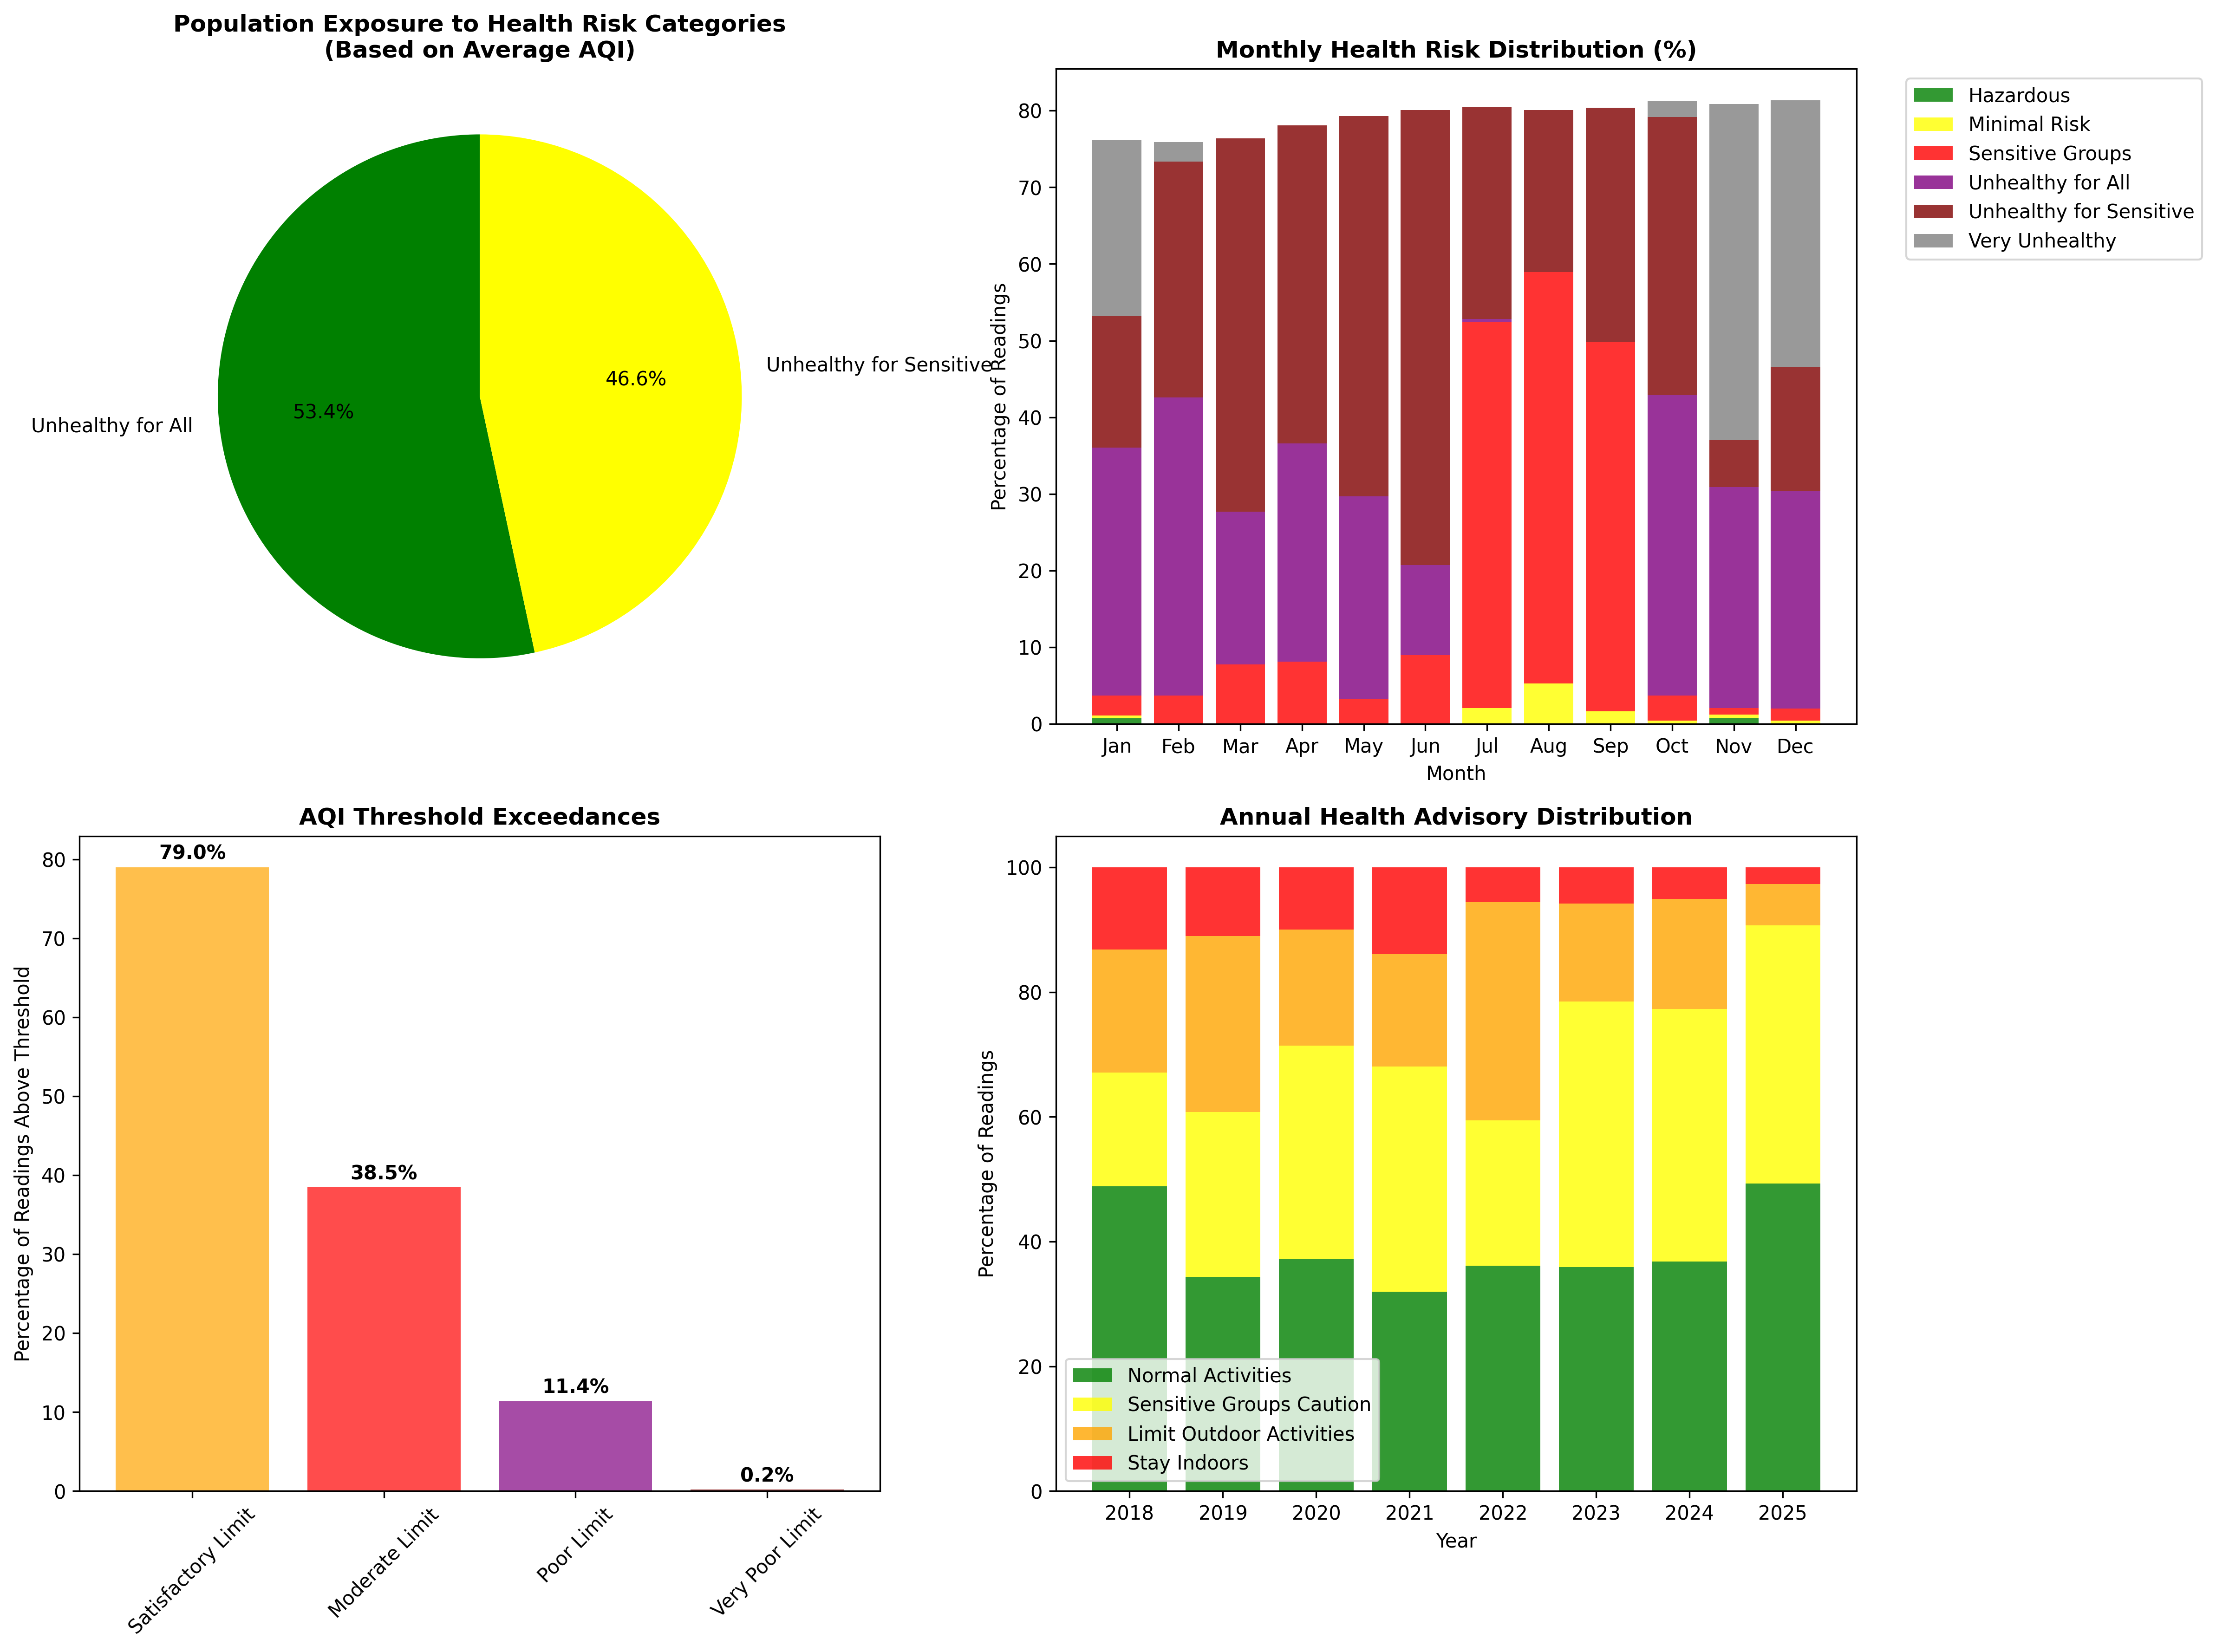 Population Exposure to Health Risk Categories
(Based on Average AQI)
Unhealthy for All
53.4%
46.6%
Unhealthy for Sensitive
Monthly Health Risk Distribution (%)
Percentage of Readings
80
70
60
50
40
30
20
10
0
Jan Feb Mar Apr May Jun Jul Aug Sep Oct Nov Dec
Month
Hazardous
Minimal Risk
Sensitive Groups
Unhealthy for All
Unhealthy for Sensitive
Very Unhealthy
AQI Threshold Exceedances
Percentage of Readings Above Threshold
80
70
60
50
40
30
20
10
0
79.0%
38.5%
11.4%
0.2%
Satisfactory Limit
Moderate Limit
Poor Limit
Very Poor Limit
Annual Health Advisory Distribution
Percentage of Readings
100
80
60
40
20
0
Normal Activities
Sensitive Groups Caution
Limit Outdoor Activities
Stay Indoors
2018 2019 2020 2021 2022 2023 2024 2025
Year